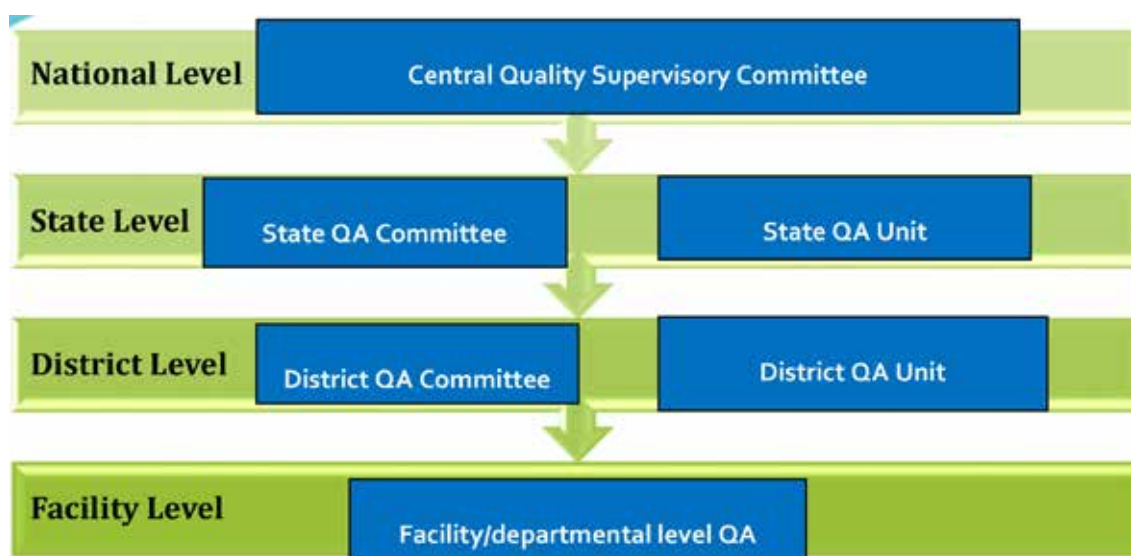 National Level
Central Quality Supervisory Committee
State Level
State QA Committee
State QA Unit
District Level
District QA Committee
District QA Unit
Facility Level
Facility/departmental level QA